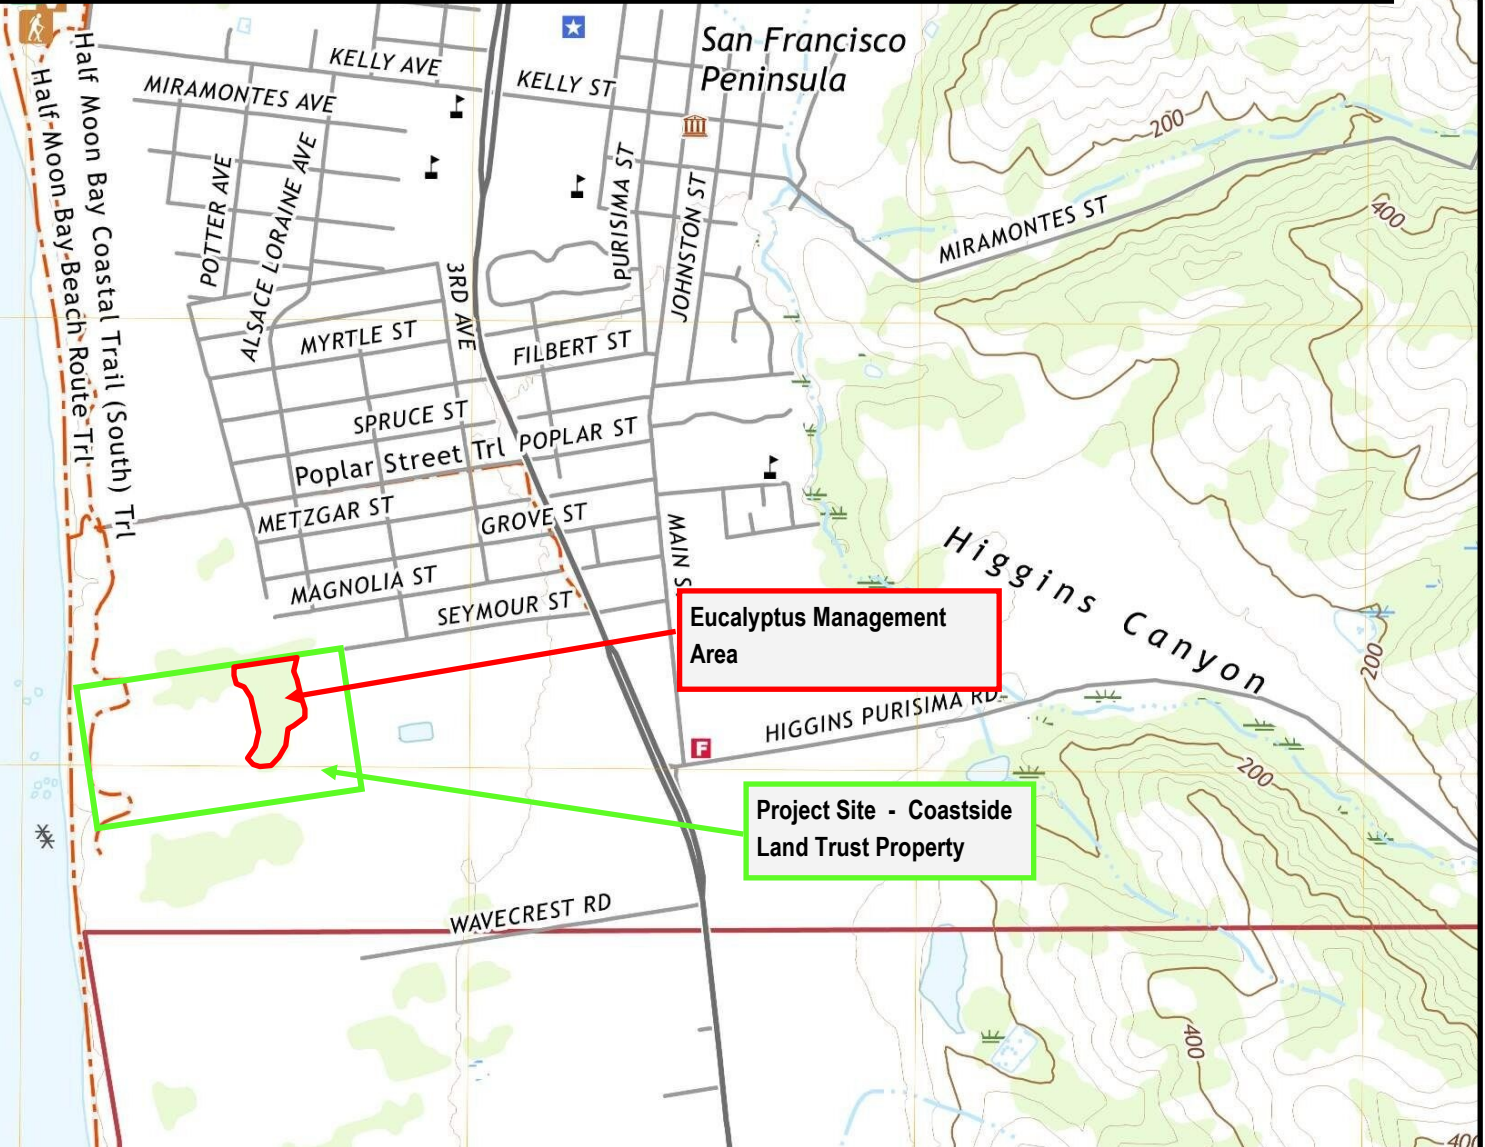 San Francisco
Peninsula
KELLY AVE
KELLY ST
MIRAMONTES AVE
Half Moon Bay Coastal Trail (South) Trl
Half Moon Bay Beach Route Trl
POTTER AVE
ALSACE LORAINE AVE
PURISIMA ST
JOHNSTON ST
MIRAMONTES ST
200
400
3RD AVE
MYRTLE ST
FILBERT ST
SPRUCE ST
POPLAR ST
Poplar Street Trl
METZGAR ST
GROVE ST
MAIN S
MAGNOLIA ST
SEYMOUR ST
Higgins Canyon
Eucalyptus Management
Area
200
HIGGINS PURISIMA RD
F
200
Project Site - Coastside
Land Trust Property
WAVECREST RD
400
400